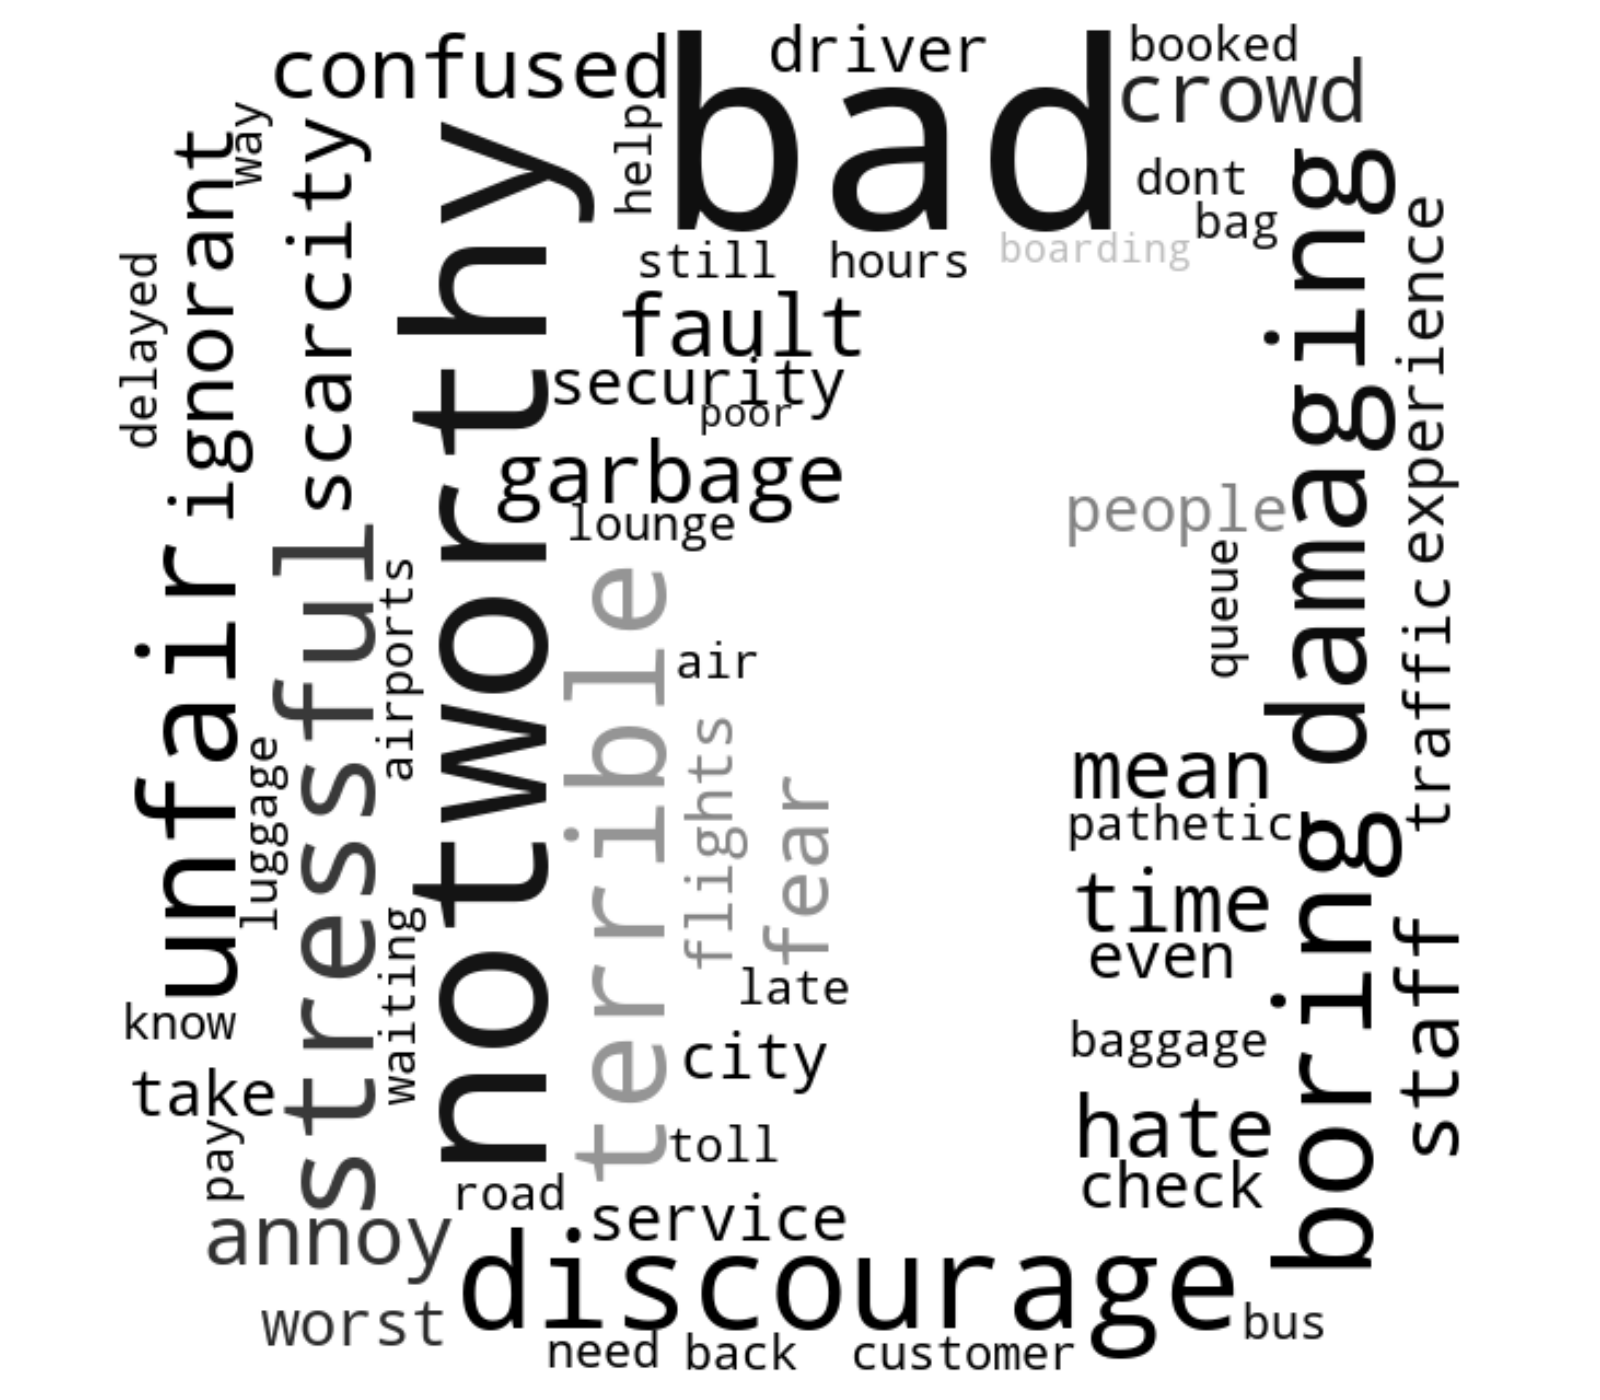 confused
driver
bad
booked
crowd
way
help
dont
bag
ignorant
scarcity
notworthy
still
hours
boarding
delayed
fault
security
poor
garbage
lounge
people
queue
damaging
experience
unfair
stressful
airports
terrible
air
flights
fear
mean
pathetic
traffic
luggage
time
even
late
waiting
know
city
baggage
boring
staff
take
toll
hate
check
pay
road
service
annoy
discourage
worst
bus
need
back
customer